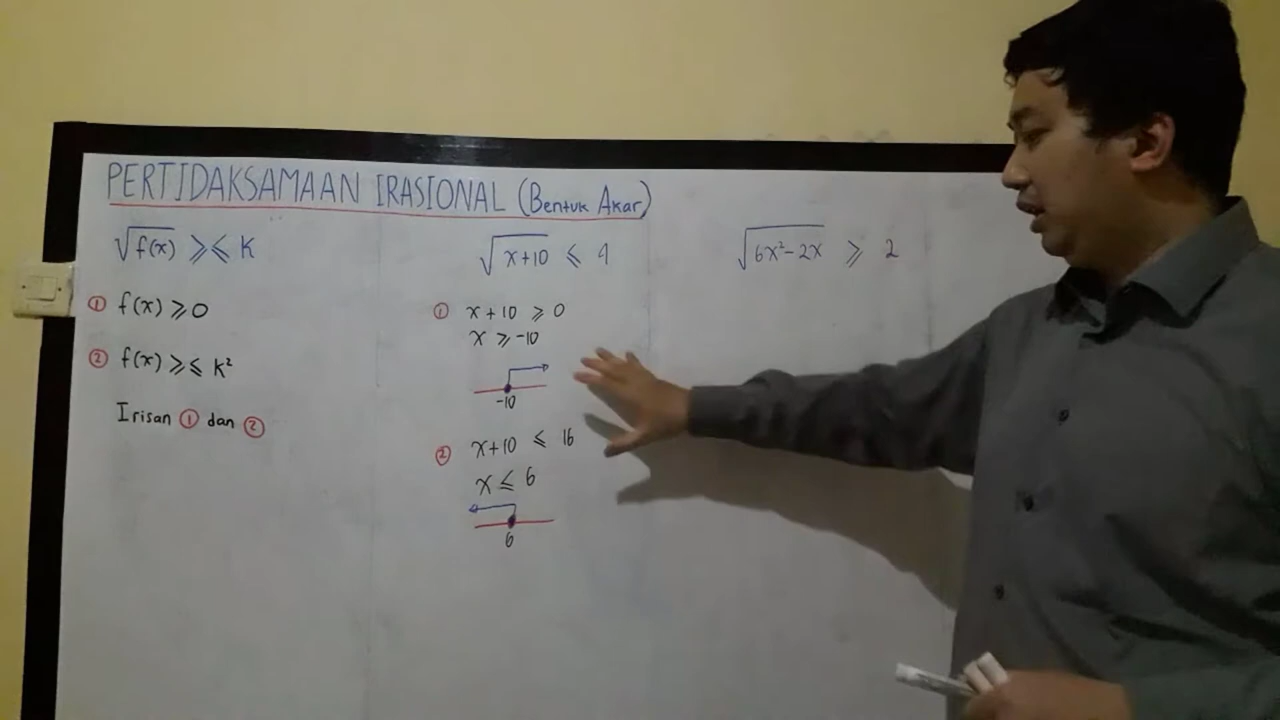 PERTIDAKSAMAAN IRASIONAL (Bentuk Akar)
√f(x) ⩾⩽ K
① f(x) ⩾ 0
② f(x) ⩾⩽ K²
Irisan ① dan ②
√x+10 ⩽ 4
① x + 10 ⩾ 0
x ⩾ -10
-10
② x+10 ⩽ 16
x ⩽ 6
6
√6x²-2x ⩾ 2